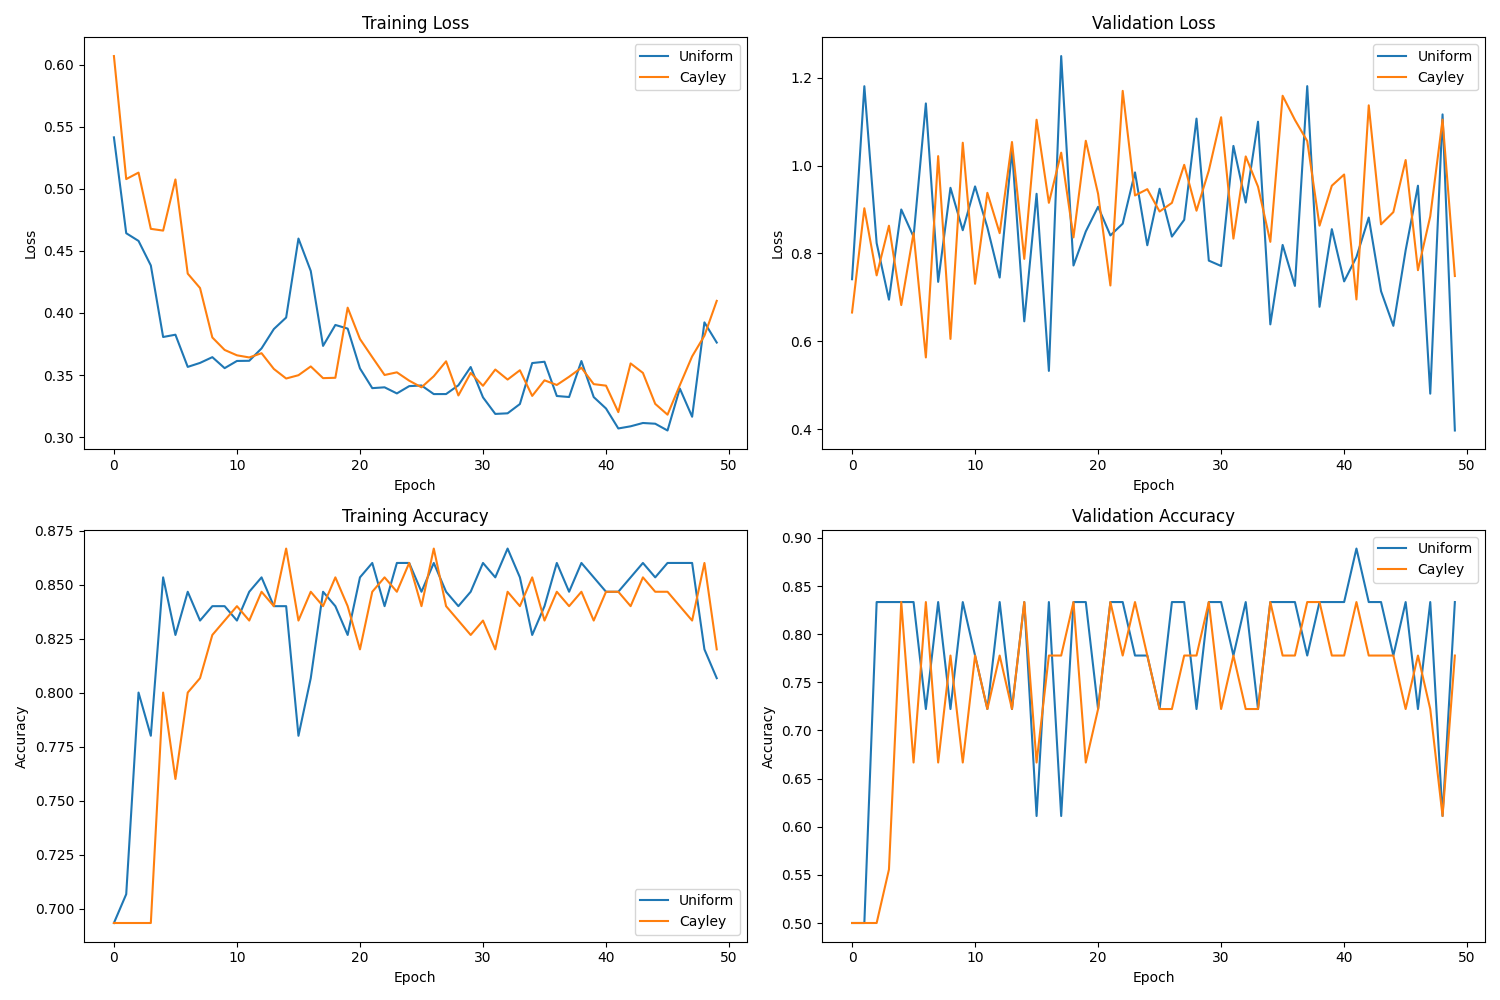 Training Loss
Uniform
Cayley
Loss
0.60
0.55
0.50
0.45
0.40
0.35
0.30
0 10 20 30 40 50
Epoch
Validation Loss
Uniform
Cayley
Loss
1.2
1.0
0.8
0.6
0.4
0 10 20 30 40 50
Epoch
Training Accuracy
Accuracy
0.875
0.850
0.825
0.800
0.775
0.750
0.725
0.700
Uniform
Cayley
0 10 20 30 40 50
Epoch
Validation Accuracy
Uniform
Cayley
Accuracy
0.90
0.85
0.80
0.75
0.70
0.65
0.60
0.55
0.50
0 10 20 30 40 50
Epoch